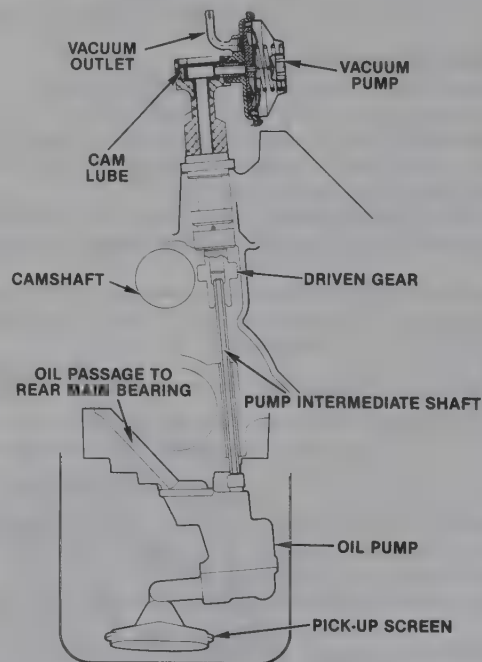 VACUUM
OUTLET
VACUUM
PUMP
CAM
LUBE
CAMSHAFT
DRIVEN GEAR
OIL PASSAGE TO
REAR MAIN BEARING
PUMP INTERMEDIATE SHAFT
OIL PUMP
PICK-UP SCREEN